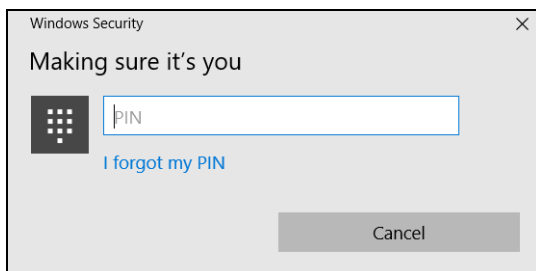 Windows Security
Making sure it’s you
PIN
I forgot my PIN
Cancel